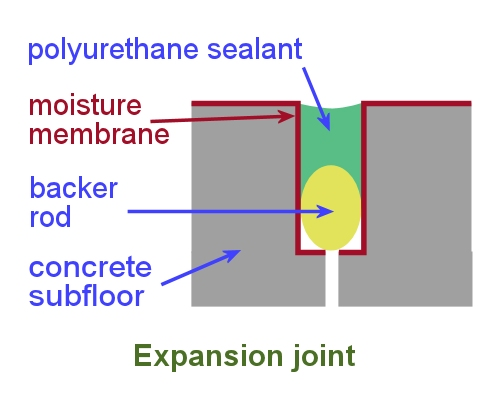 polyurethane sealant
moisture
membrane
backer
rod
concrete
subfloor
Expansion joint